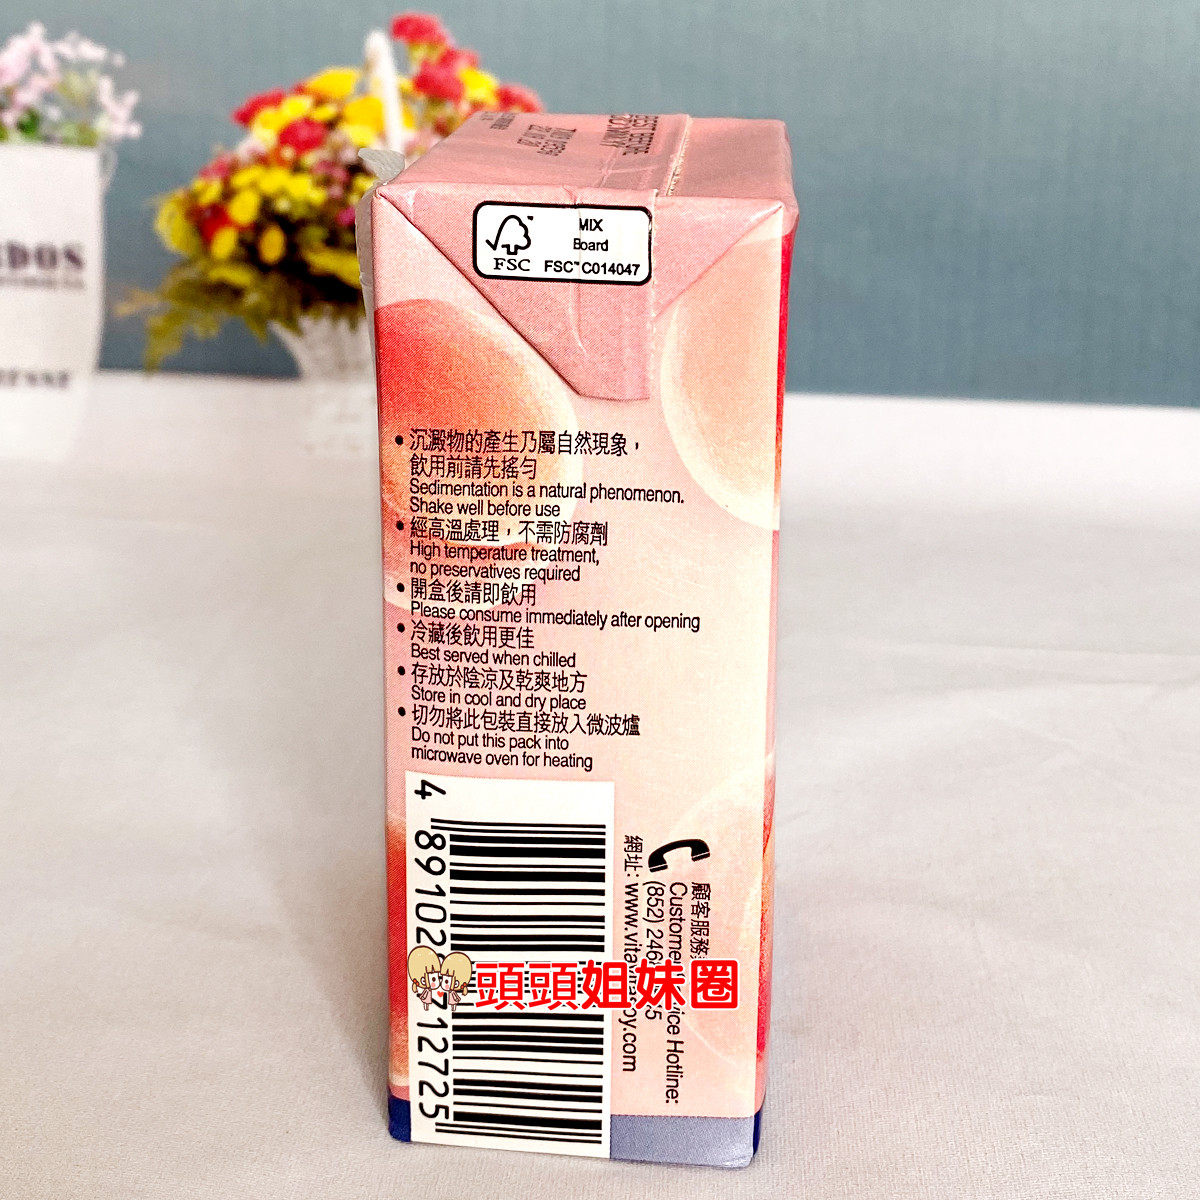 BEST BEFORE
MIX
Board
FSC
FSC™ C014047
• 沉澱物的產生乃屬自然現象，
飲用前請先搖勻
Sedimentation is a natural phenomenon.
Shake well before use
• 經高溫處理，不需防腐劑
High temperature treatment,
no preservatives required
• 開盒後請即飲用
Please consume immediately after opening
• 冷藏後飲用更佳
Best served when chilled
• 存放於陰涼及乾爽地方
Store in cool and dry place
• 切勿將此包裝直接放入微波爐
Do not put this pack into
microwave oven for heating
顧客服務
Hotline:
(852)
網址:
4
頭頭姐妹圈